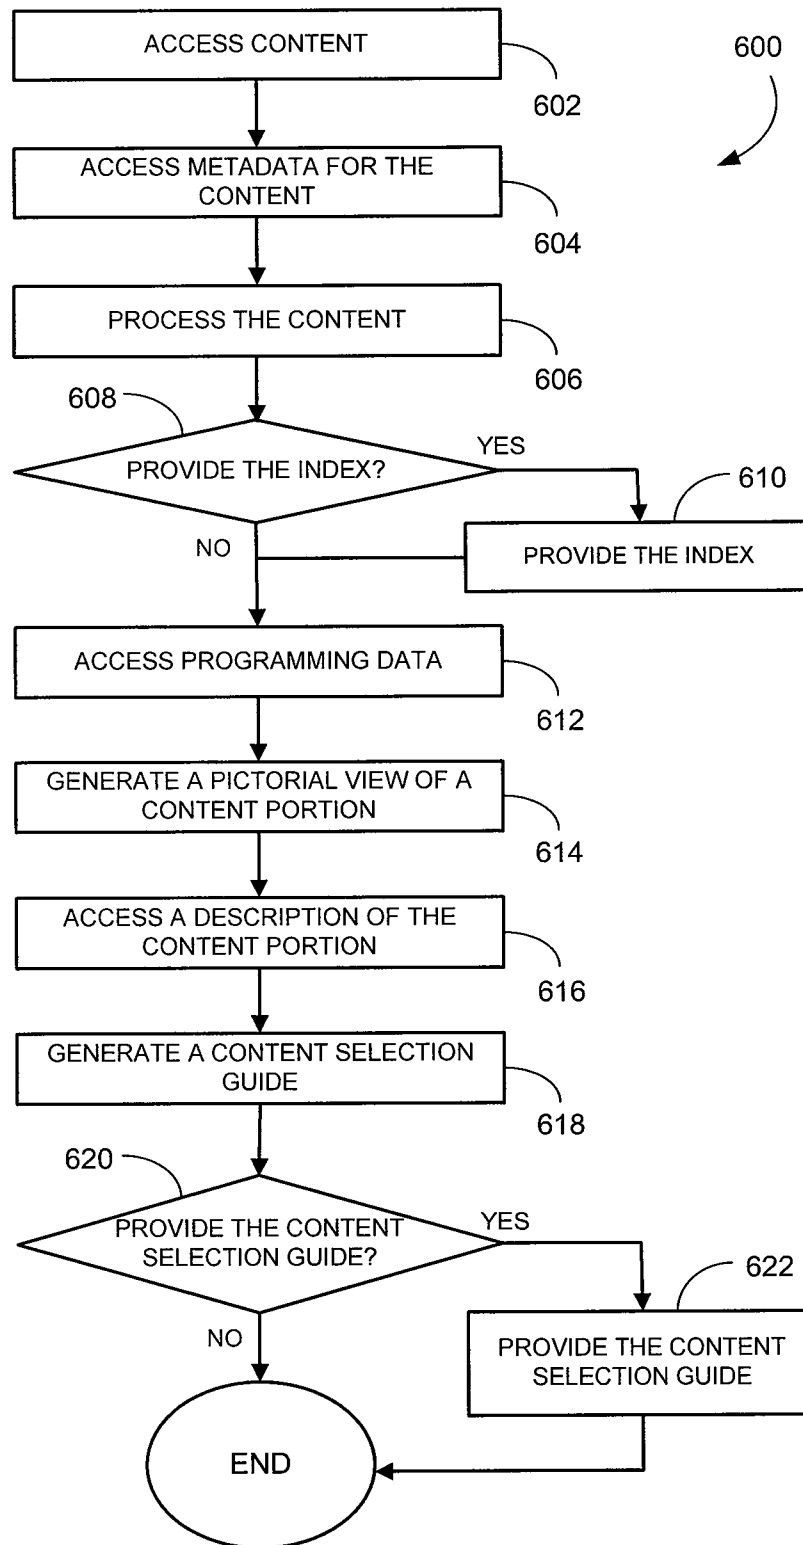 ACCESS CONTENT
600
602
ACCESS METADATA FOR THE
CONTENT
604
PROCESS THE CONTENT
606
608
PROVIDE THE INDEX?
YES
610
NO
PROVIDE THE INDEX
ACCESS PROGRAMMING DATA
612
GENERATE A PICTORIAL VIEW OF A
CONTENT PORTION
614
ACCESS A DESCRIPTION OF THE
CONTENT PORTION
616
GENERATE A CONTENT SELECTION
GUIDE
618
620
PROVIDE THE CONTENT
SELECTION GUIDE?
YES
622
NO
PROVIDE THE CONTENT
SELECTION GUIDE
END